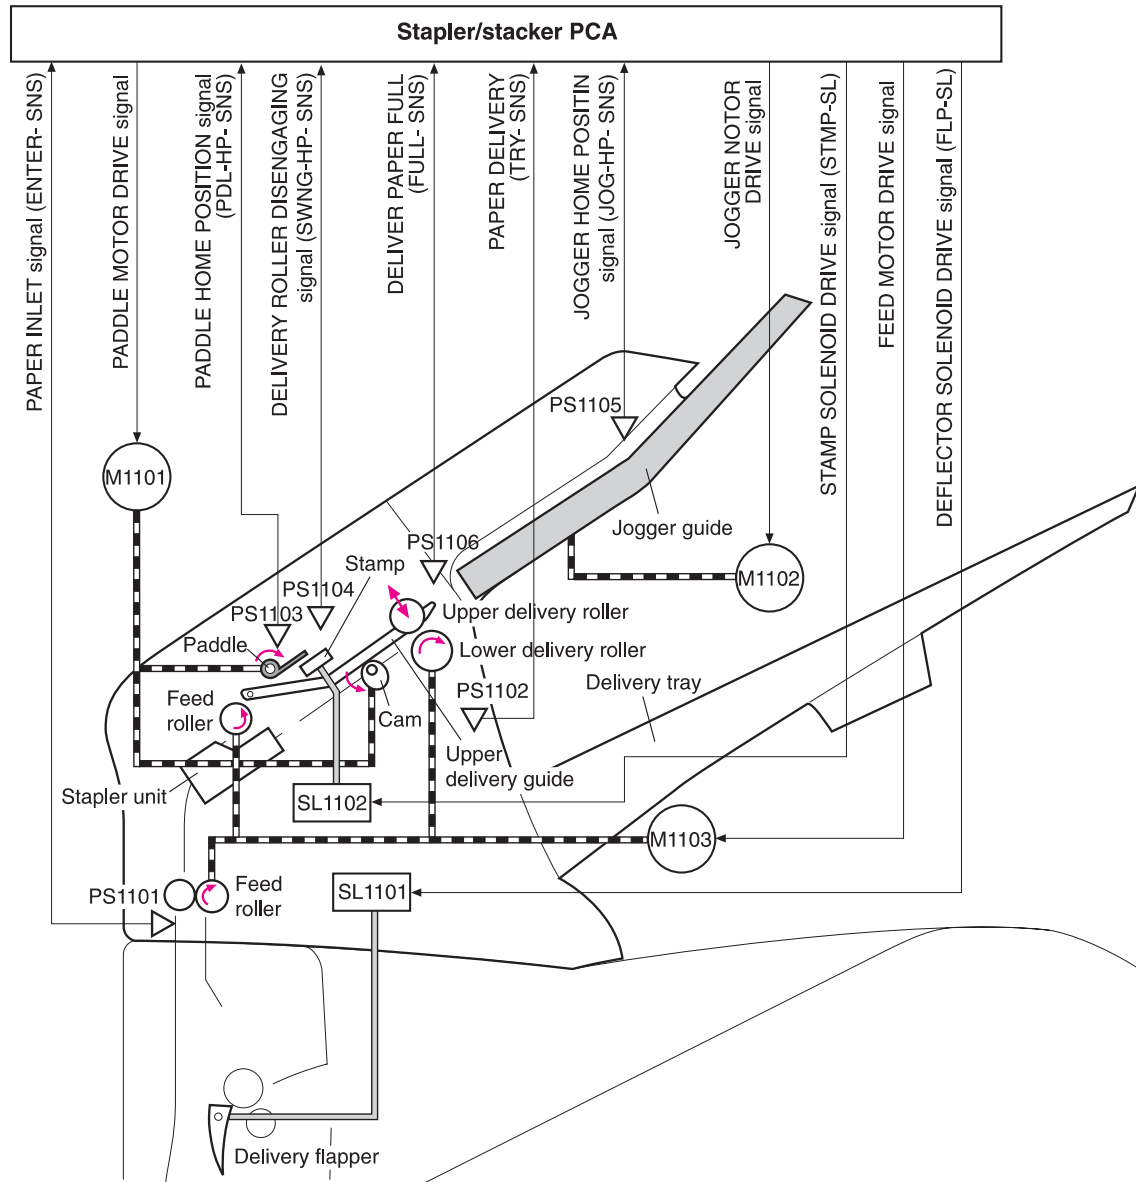 Stapler/stacker PCA
PAPER INLET signal (ENTER- SNS)
PADDLE MOTOR DRIVE signal
PADDLE HOME POSITION signal
(PDL-HP- SNS)
DELIVERY ROLLER DISENGAGING
signal (SWNG-HP- SNS)
DELIVER PAPER FULL
(FULL- SNS)
PAPER DELIVERY
(TRY- SNS)
JOGGER HOME POSITIN
signal (JOG-HP- SNS)
JOGGER NOTOR
DRIVE signal
STAMP SOLENOID DRIVE signal (STMP-SL)
FEED MOTOR DRIVE signal
DEFLECTOR SOLENOID DRIVE signal (FLP-SL)
PS1105
M1101
Jogger guide
PS1106
Stamp
M1102
PS1104
PS1103
Upper delivery roller
Paddle
Lower delivery roller
PS1102
Delivery tray
Feed
roller
Cam
Upper
delivery guide
Stapler unit
SL1102
M1103
PS1101
Feed
roller
SL1101
Delivery flapper